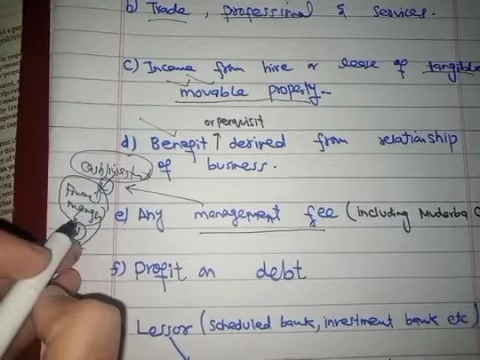 b) Trade, professional & services.
c) Income from hire or lease of tangible
movable property.
or perquisit
d) Benefit derived from relationship
of business.
Cash
e) Any management fee (including Mudarba
f) Profit on debt
Lessor (scheduled bank, investment bank etc)